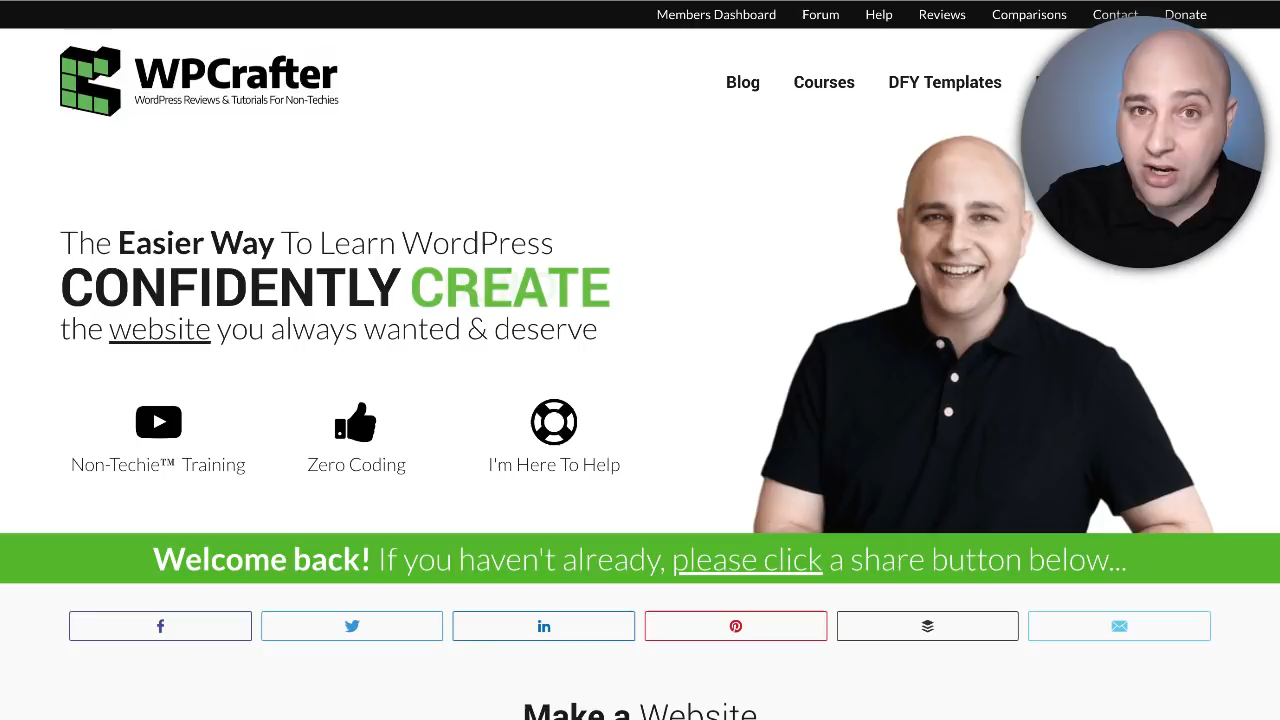 Members Dashboard Forum Help Reviews Comparisons Contact Donate
WPCrafter
WordPress Reviews & Tutorials For Non-Techies
Blog Courses DFY Templates
The Easier Way To Learn WordPress
CONFIDENTLY CREATE
the website you always wanted & deserve
Non-Techie™ Training Zero Coding I'm Here To Help
Welcome back! If you haven't already, please click a share button below...
Make a Website